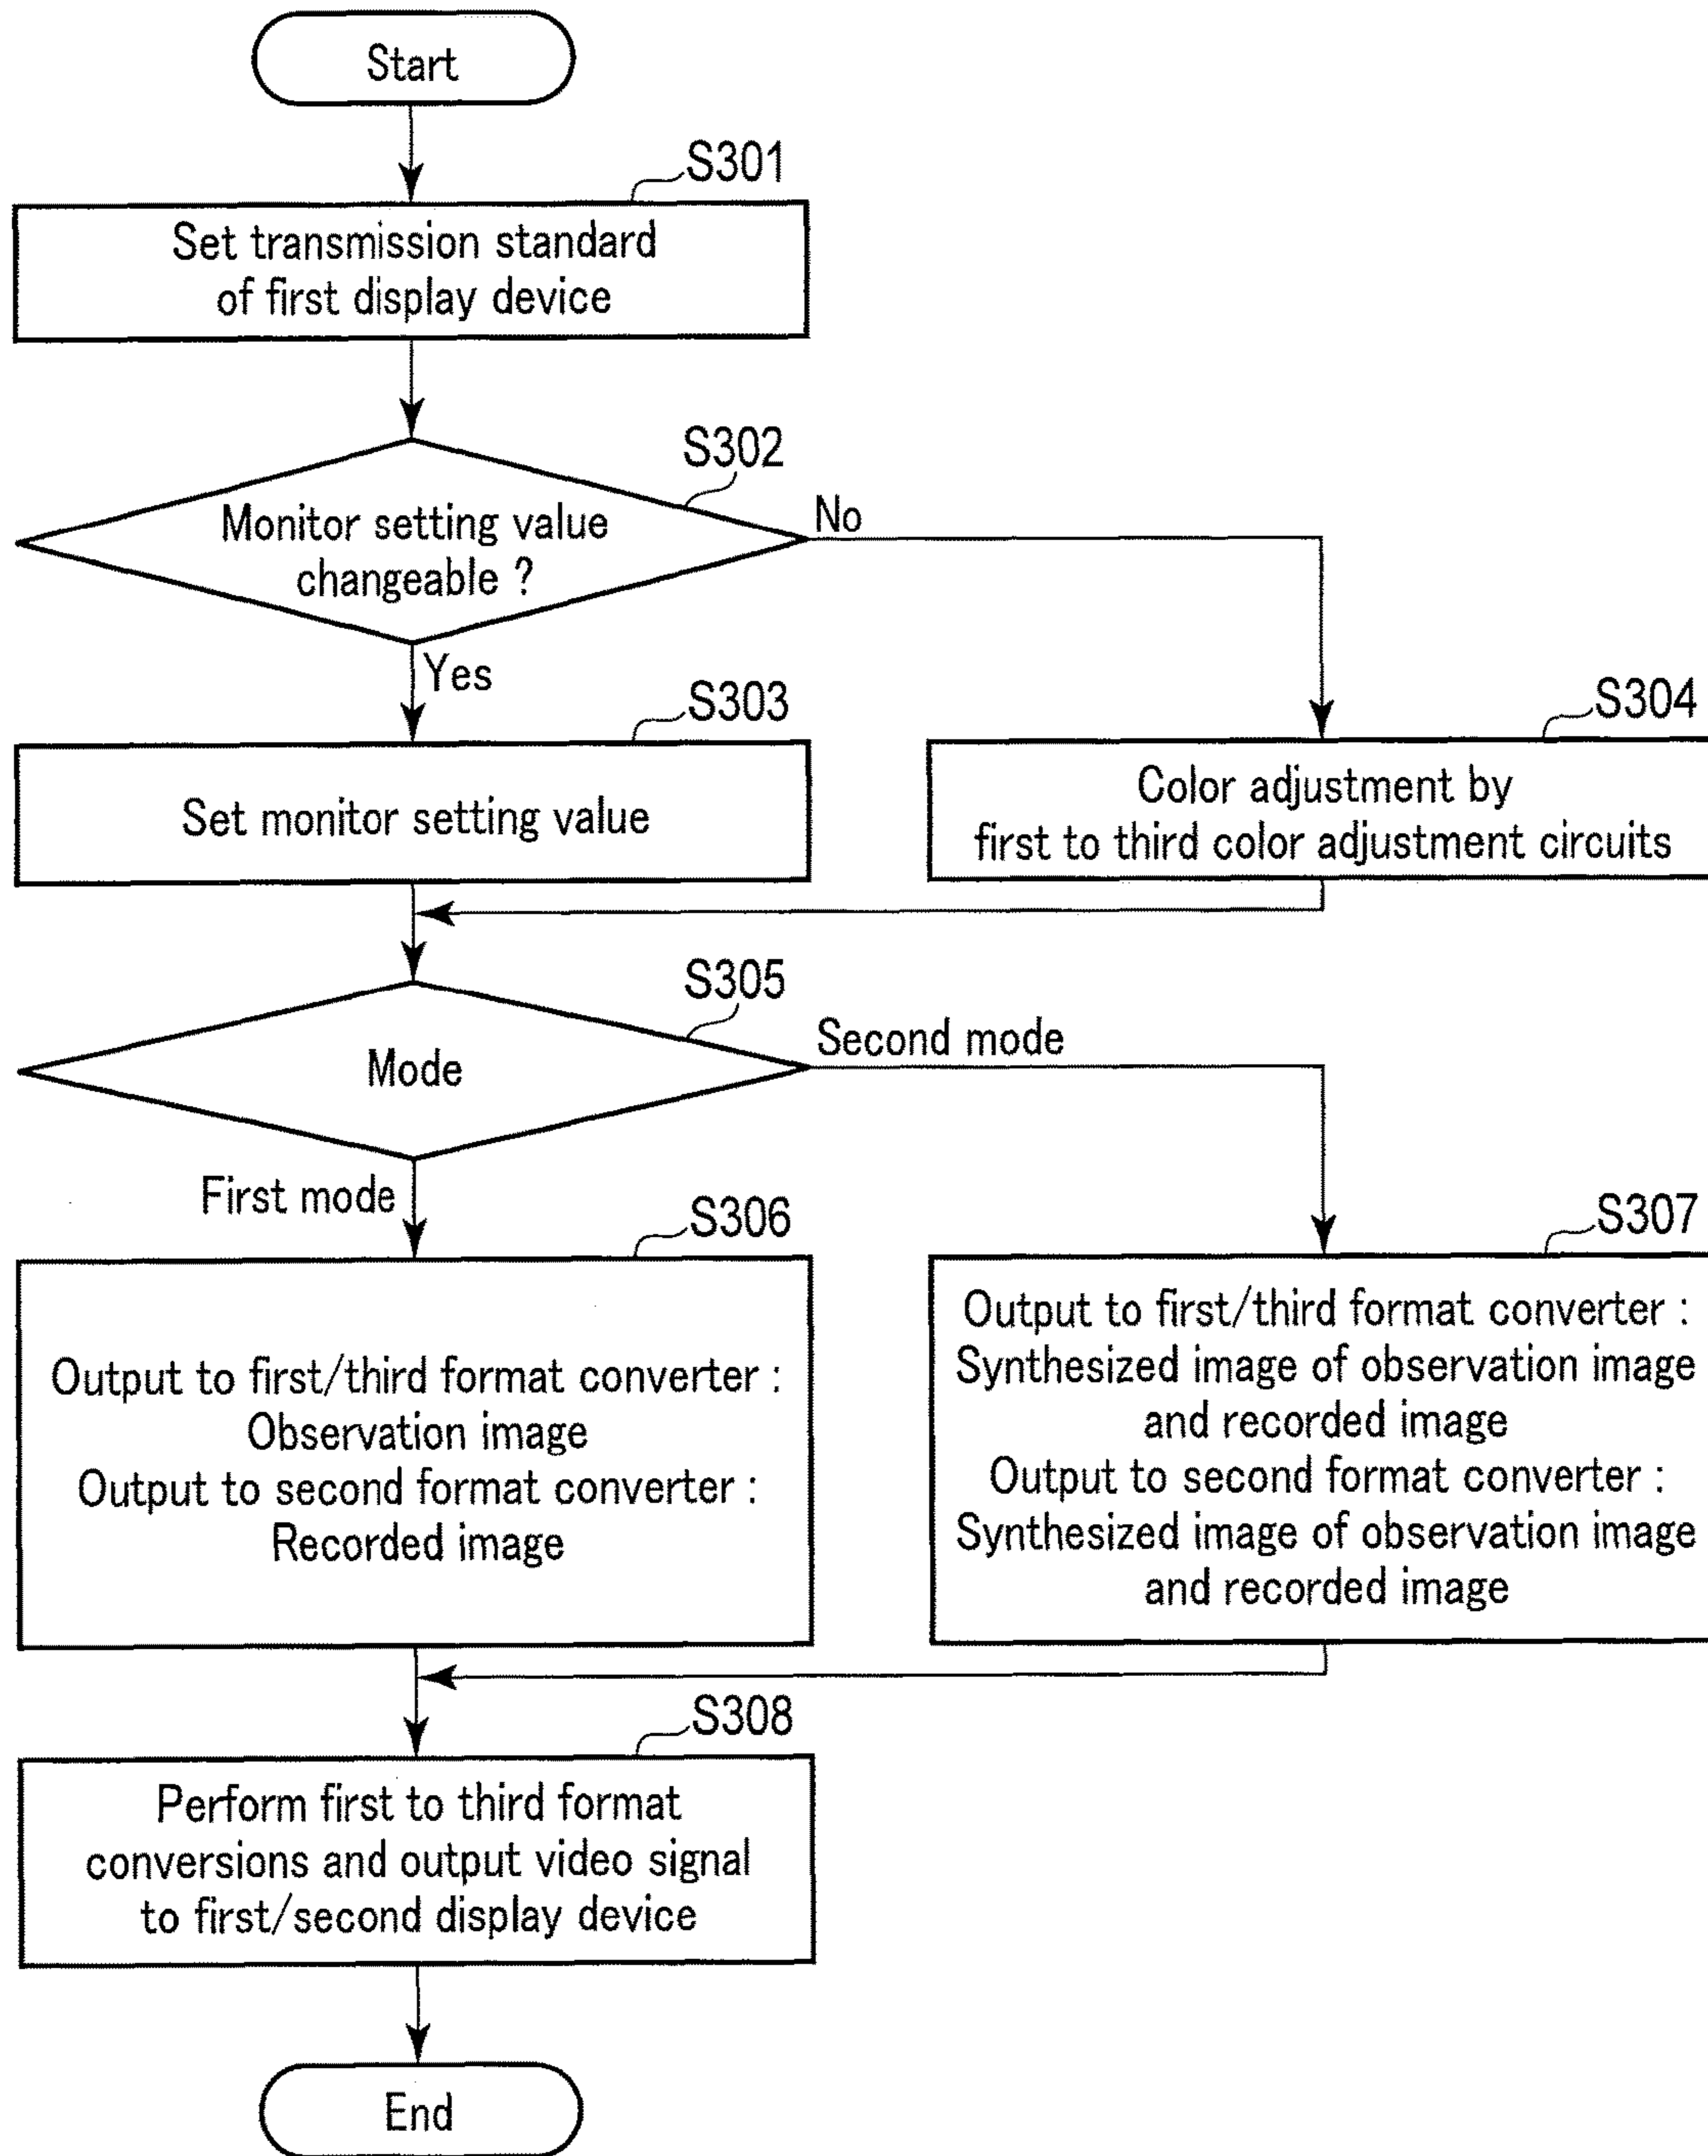 Start
S301
Set transmission standard
of first display device
S302
Monitor setting value
changeable ?
No
Yes
S303
Set monitor setting value
S304
Color adjustment by
first to third color adjustment circuits
S305
Mode
Second mode
First mode
S306
Output to first/third format converter :
Observation image
Output to second format converter :
Recorded image
S307
Output to first/third format converter :
Synthesized image of observation image
and recorded image
Output to second format converter :
Synthesized image of observation image
and recorded image
S308
Perform first to third format
conversions and output video signal
to first/second display device
End